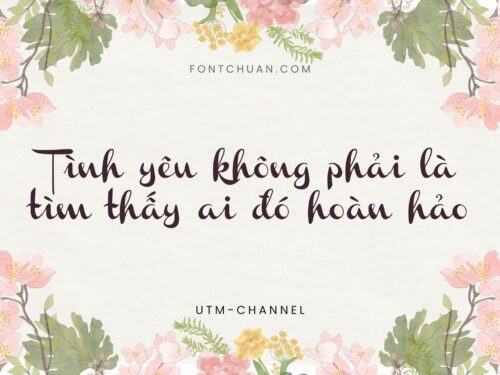 FONTCHUAN.COM
Tình yêu không phải là
tìm thấy ai đó hoàn hảo
UTM-CHANNEL